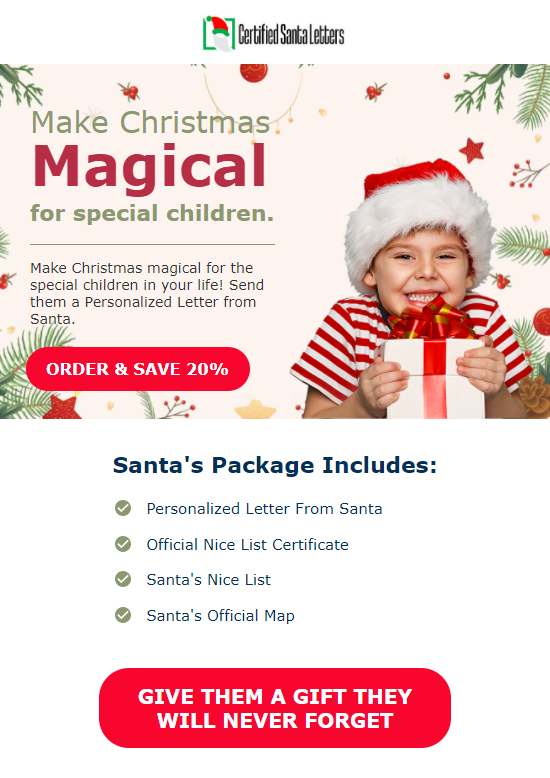 Certified Santa Letters
Make Christmas
Magical
for special children.
Make Christmas magical for the
special children in your life! Send
them a Personalized Letter from
Santa.
ORDER & SAVE 20%
Santa's Package Includes:
Personalized Letter From Santa
Official Nice List Certificate
Santa's Nice List
Santa's Official Map
GIVE THEM A GIFT THEY
WILL NEVER FORGET